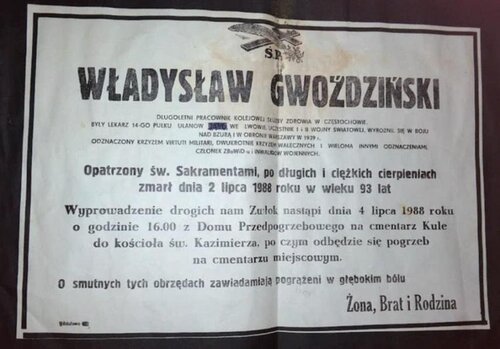 Ś.P.
WŁADYSŁAW GWOŹDZIŃSKI
DŁUGOLETNI PRACOWNIK KOLEJOWEJ SŁUŻBY ZDROWIA W CZĘSTOCHOWIE.
BYŁY LEKARZ 14-GO PUŁKU UŁANÓW JAZŁ. WE LWOWIE, UCZESTNIK I i II WOJNY ŚWIATOWEJ, WYRÓŻNIŁ SIĘ W BOJU
NAD BZURĄ I W OBRONIE WARSZAWY W 1939 r.
ODZNACZONY KRZYŻEM VIRTUTI MILITARI, DWUKROTNIE KRZYŻEM WALECZNYCH I WIELOMA INNYMI ODZNACZENIAMI,
CZŁONEK ZBoWiD-u i INWALIDÓW WOJENNYCH.
Opatrzony św. Sakramentami, po długich i ciężkich cierpieniach
zmarł dnia 2 lipca 1988 roku w wieku 93 lat
Wyprowadzenie drogich nam Zwłok nastąpi dnia 4 lipca 1988 roku
o godzinie 16.00 z Domu Przedpogrzebowego na cmentarz Kule
do kościoła św. Kazimierza, po czym odbędzie się pogrzeb
na cmentarzu miejscowym.
O smutnych tych obrzędach zawiadamiają pogrążeni w głębokim bólu
Żona, Brat i Rodzina